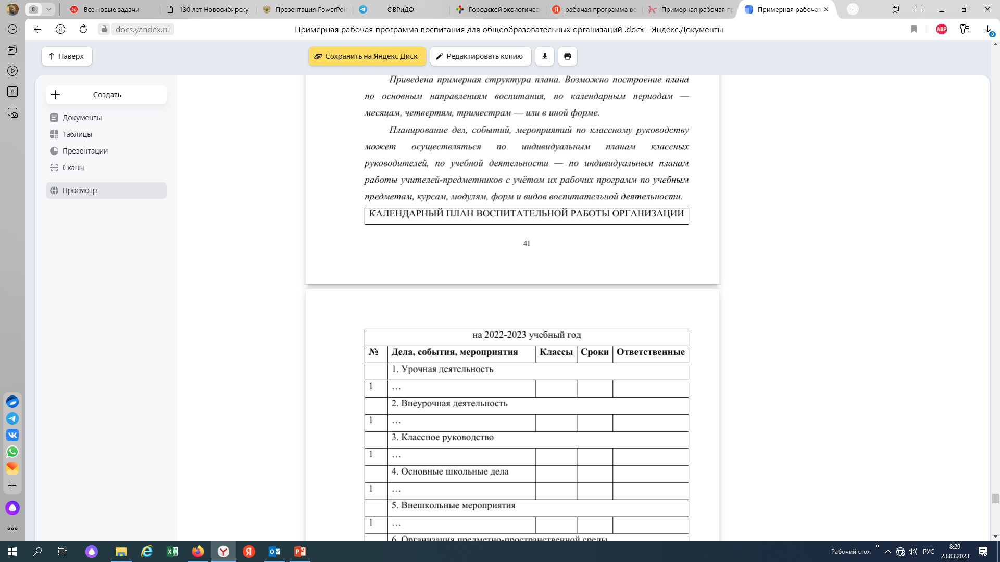 8
Все новые задачи
130 лет Новосибирску
Презентация PowerPoi
ОВРиДО
Городской экологичес
рабочая программа во
Примерная рабочая пр
Примерная рабочая
docs.yandex.ru
Примерная рабочая программа воспитания для общеобразовательных организаций .docx - Яндекс.Документы
ABP
8
Наверх
Сохранить на Яндекс Диск
Редактировать копию
8
Создать
Документы
Таблицы
Презентации
Сканы
Просмотр
Приведена примерная структура плана. Возможно построение плана
по основным направлениям воспитания, по календарным периодам —
месяцам, четвертям, триместрам — или в иной форме.
Планирование дел, событий, мероприятий по классному руководству
может осуществляться по индивидуальным планам классных
руководителей, по учебной деятельности — по индивидуальным планам
работы учителей-предметников с учётом их рабочих программ по учебным
предметам, курсам, модулям, форм и видов воспитательной деятельности.
КАЛЕНДАРНЫЙ ПЛАН ВОСПИТАТЕЛЬНОЙ РАБОТЫ ОРГАНИЗАЦИИ
41
на 2022-2023 учебный год
№ Дела, события, мероприятия Классы Сроки Ответственные
1. Урочная деятельность
1 …
2. Внеурочная деятельность
1 …
3. Классное руководство
1 …
4. Основные школьные дела
1 …
5. Внешкольные мероприятия
1 …
6. Организация предметно-пространственной среды
Рабочий стол
РУС
8:29
23.03.2023